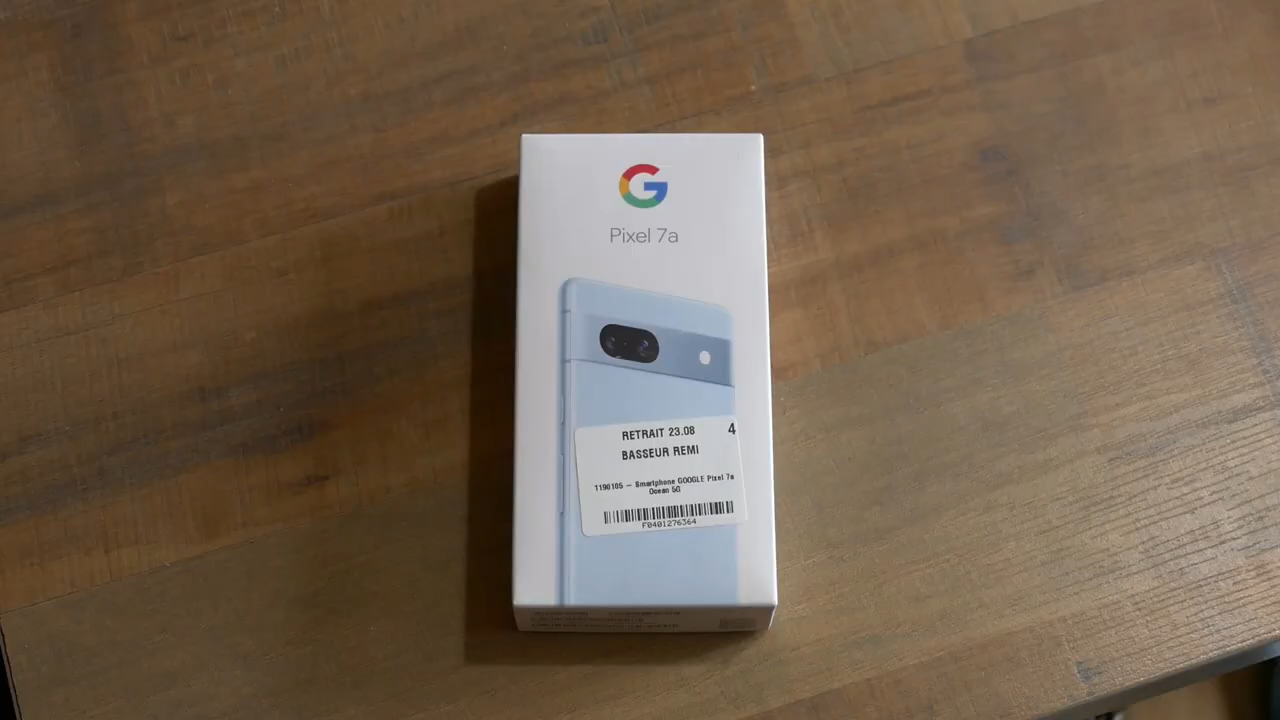 G
Pixel 7a
RETRAIT 23.08 4
BASSEUR REMI
1190105 – Smartphone GOOGLE Pixel 7a
Ocean 5G
F0401276364